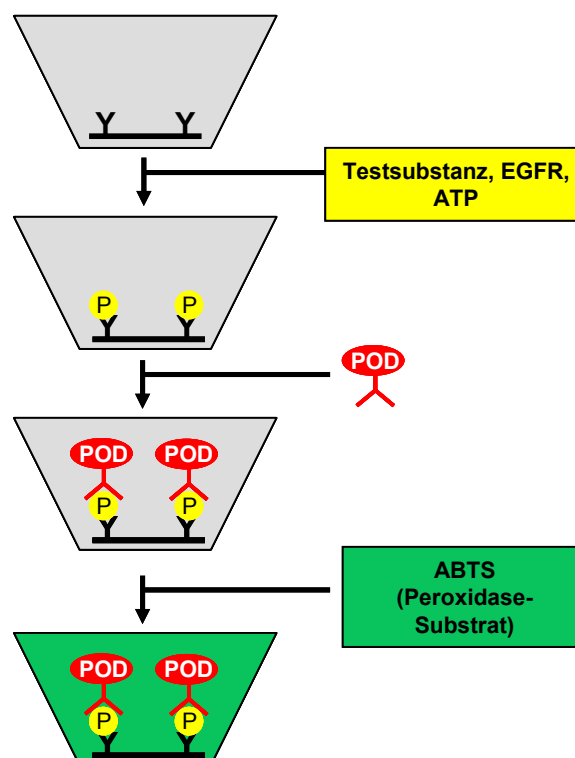 Y Y
Testsubstanz, EGFR,
ATP
P P
POD
POD POD
P P
ABTS
(Peroxidase-
Substrat)
POD POD
P P